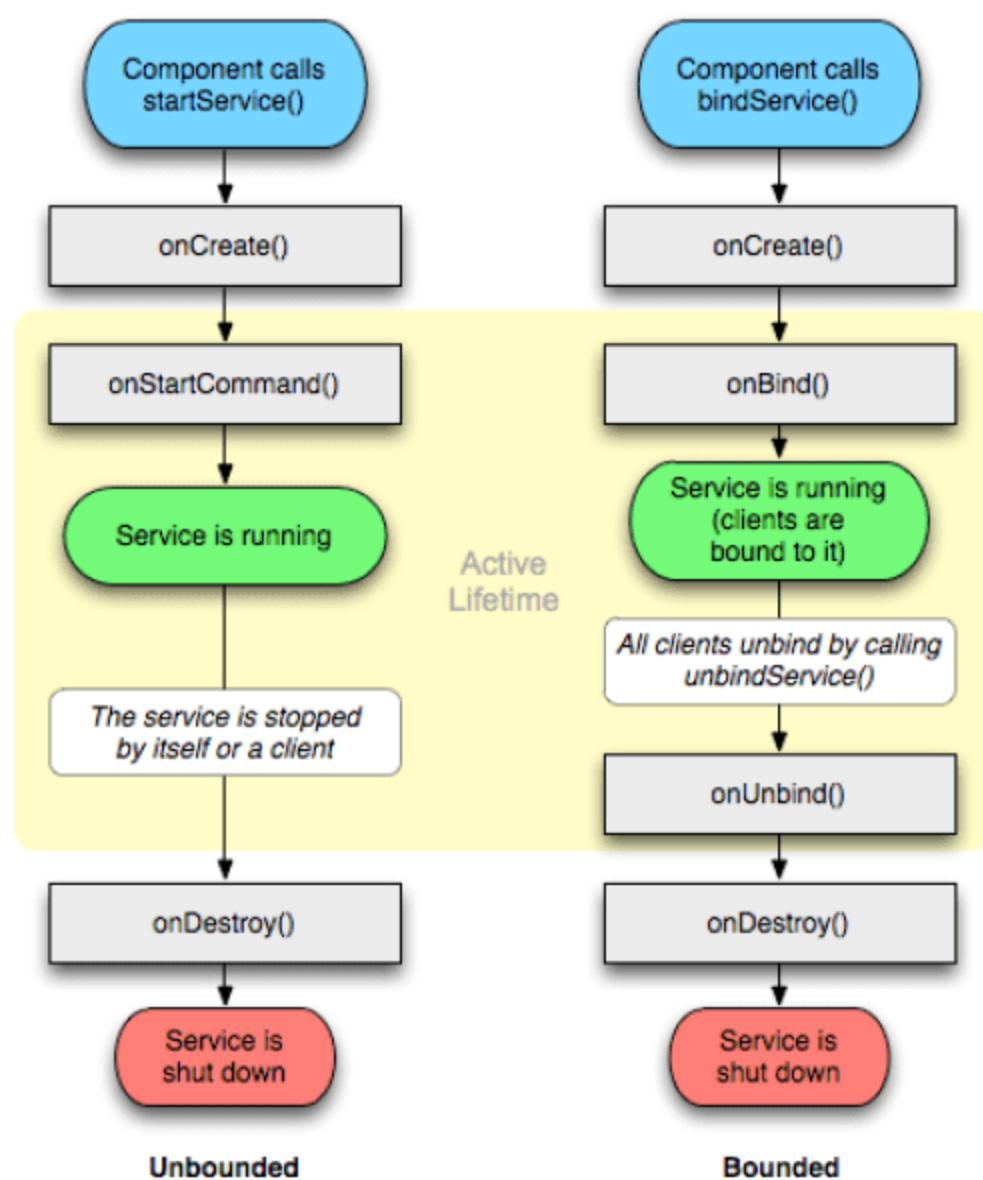 Component calls
startService()
onCreate()
onStartCommand()
Service is running
The service is stopped
by itself or a client
onDestroy()
Service is
shut down
Unbounded
Active
Lifetime
Component calls
bindService()
onCreate()
onBind()
Service is running
(clients are
bound to it)
All clients unbind by calling
unbindService()
onUnbind()
onDestroy()
Service is
shut down
Bounded